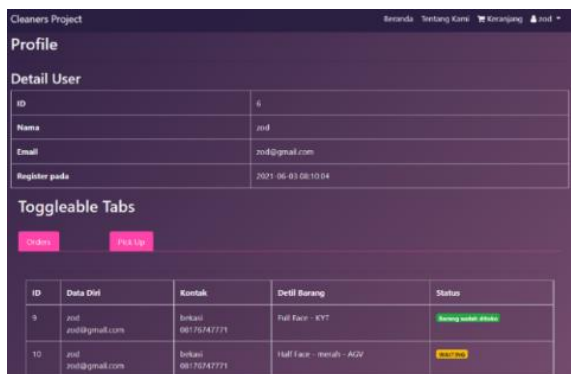 Cleaners Project Beranda Tentang Kami Keranjang zod
Profile
Detail User
ID 6
Nama zod
Email zod@gmail.com
Register pada 2021-06-03 08:10:04
Toggleable Tabs
Orders Pick Up
ID Data Diri Kontak Detil Barang Status
9 zod bekasi Full Face - KYT Barang sudah ditoko
zod@gmail.com 08176747771
10 zod bekasi Half Face - merah - AGV WAITING
zod@gmail.com 08176747771